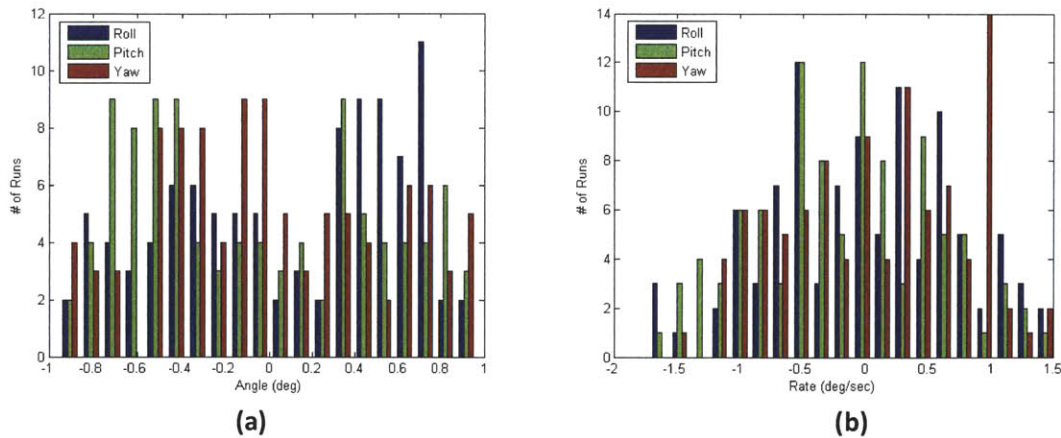 12
10
8
6
4
2
0
# of Runs
Roll
Pitch
Yaw
-1 -0.8 -0.6 -0.4 -0.2 0 0.2 0.4 0.6 0.8 1
Angle (deg)
(a)
14
12
10
8
6
4
2
0
# of Runs
Roll
Pitch
Yaw
-2 -1.5 -1 -0.5 0 0.5 1 1.5
Rate (deg/sec)
(b)